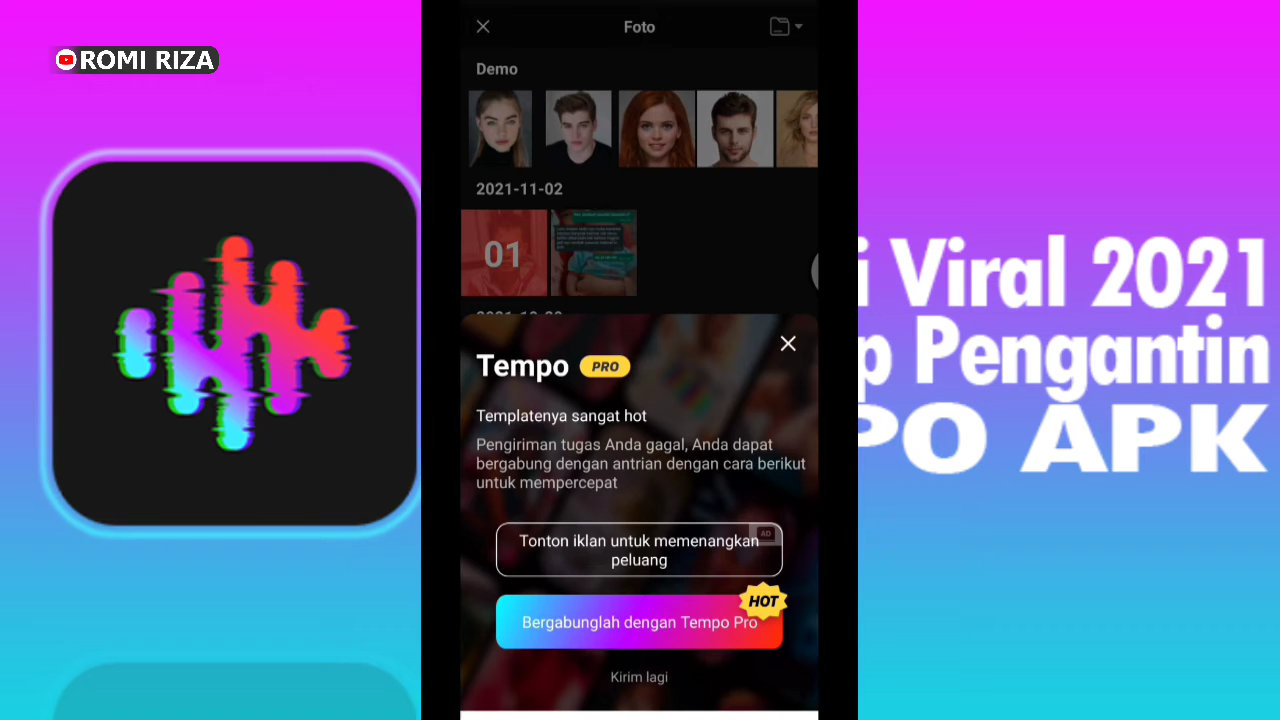 ROMI RIZA
Foto
Demo
2021-11-02
01
Tempo PRO
Templatenya sangat hot
Pengiriman tugas Anda gagal, Anda dapat
bergabung dengan antrian dengan cara berikut
untuk mempercepat
AD
Tonton iklan untuk memenangkan
peluang
HOT
Bergabunglah dengan Tempo Pro
Kirim lagi
i Viral 2021
p Pengantin
PO APK